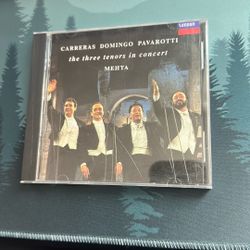 CARRERAS DOMINGO PAVAROTTI
the three tenors in concert
MEHTA